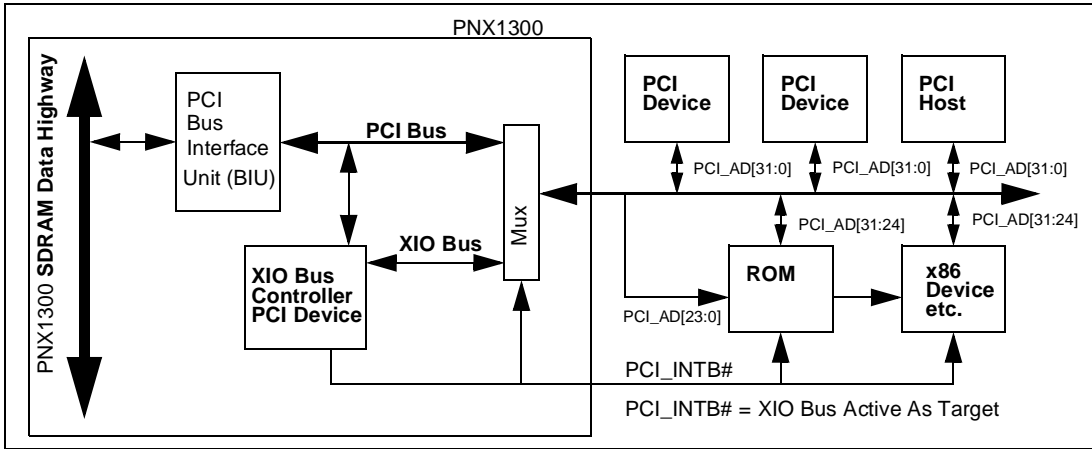 PNX1300
PNX1300 SDRAM Data Highway
PCI
Bus
Interface
Unit (BIU)
PCI Bus
XIO Bus
XIO Bus
Controller
PCI Device
Mux
PCI
Device
PCI
Device
PCI
Host
PCI_AD[31:0]
PCI_AD[31:0]
PCI_AD[31:0]
PCI_AD[31:24]
PCI_AD[31:24]
ROM
x86
Device
etc.
PCI_AD[23:0]
PCI_INTB#
PCI_INTB# = XIO Bus Active As Target